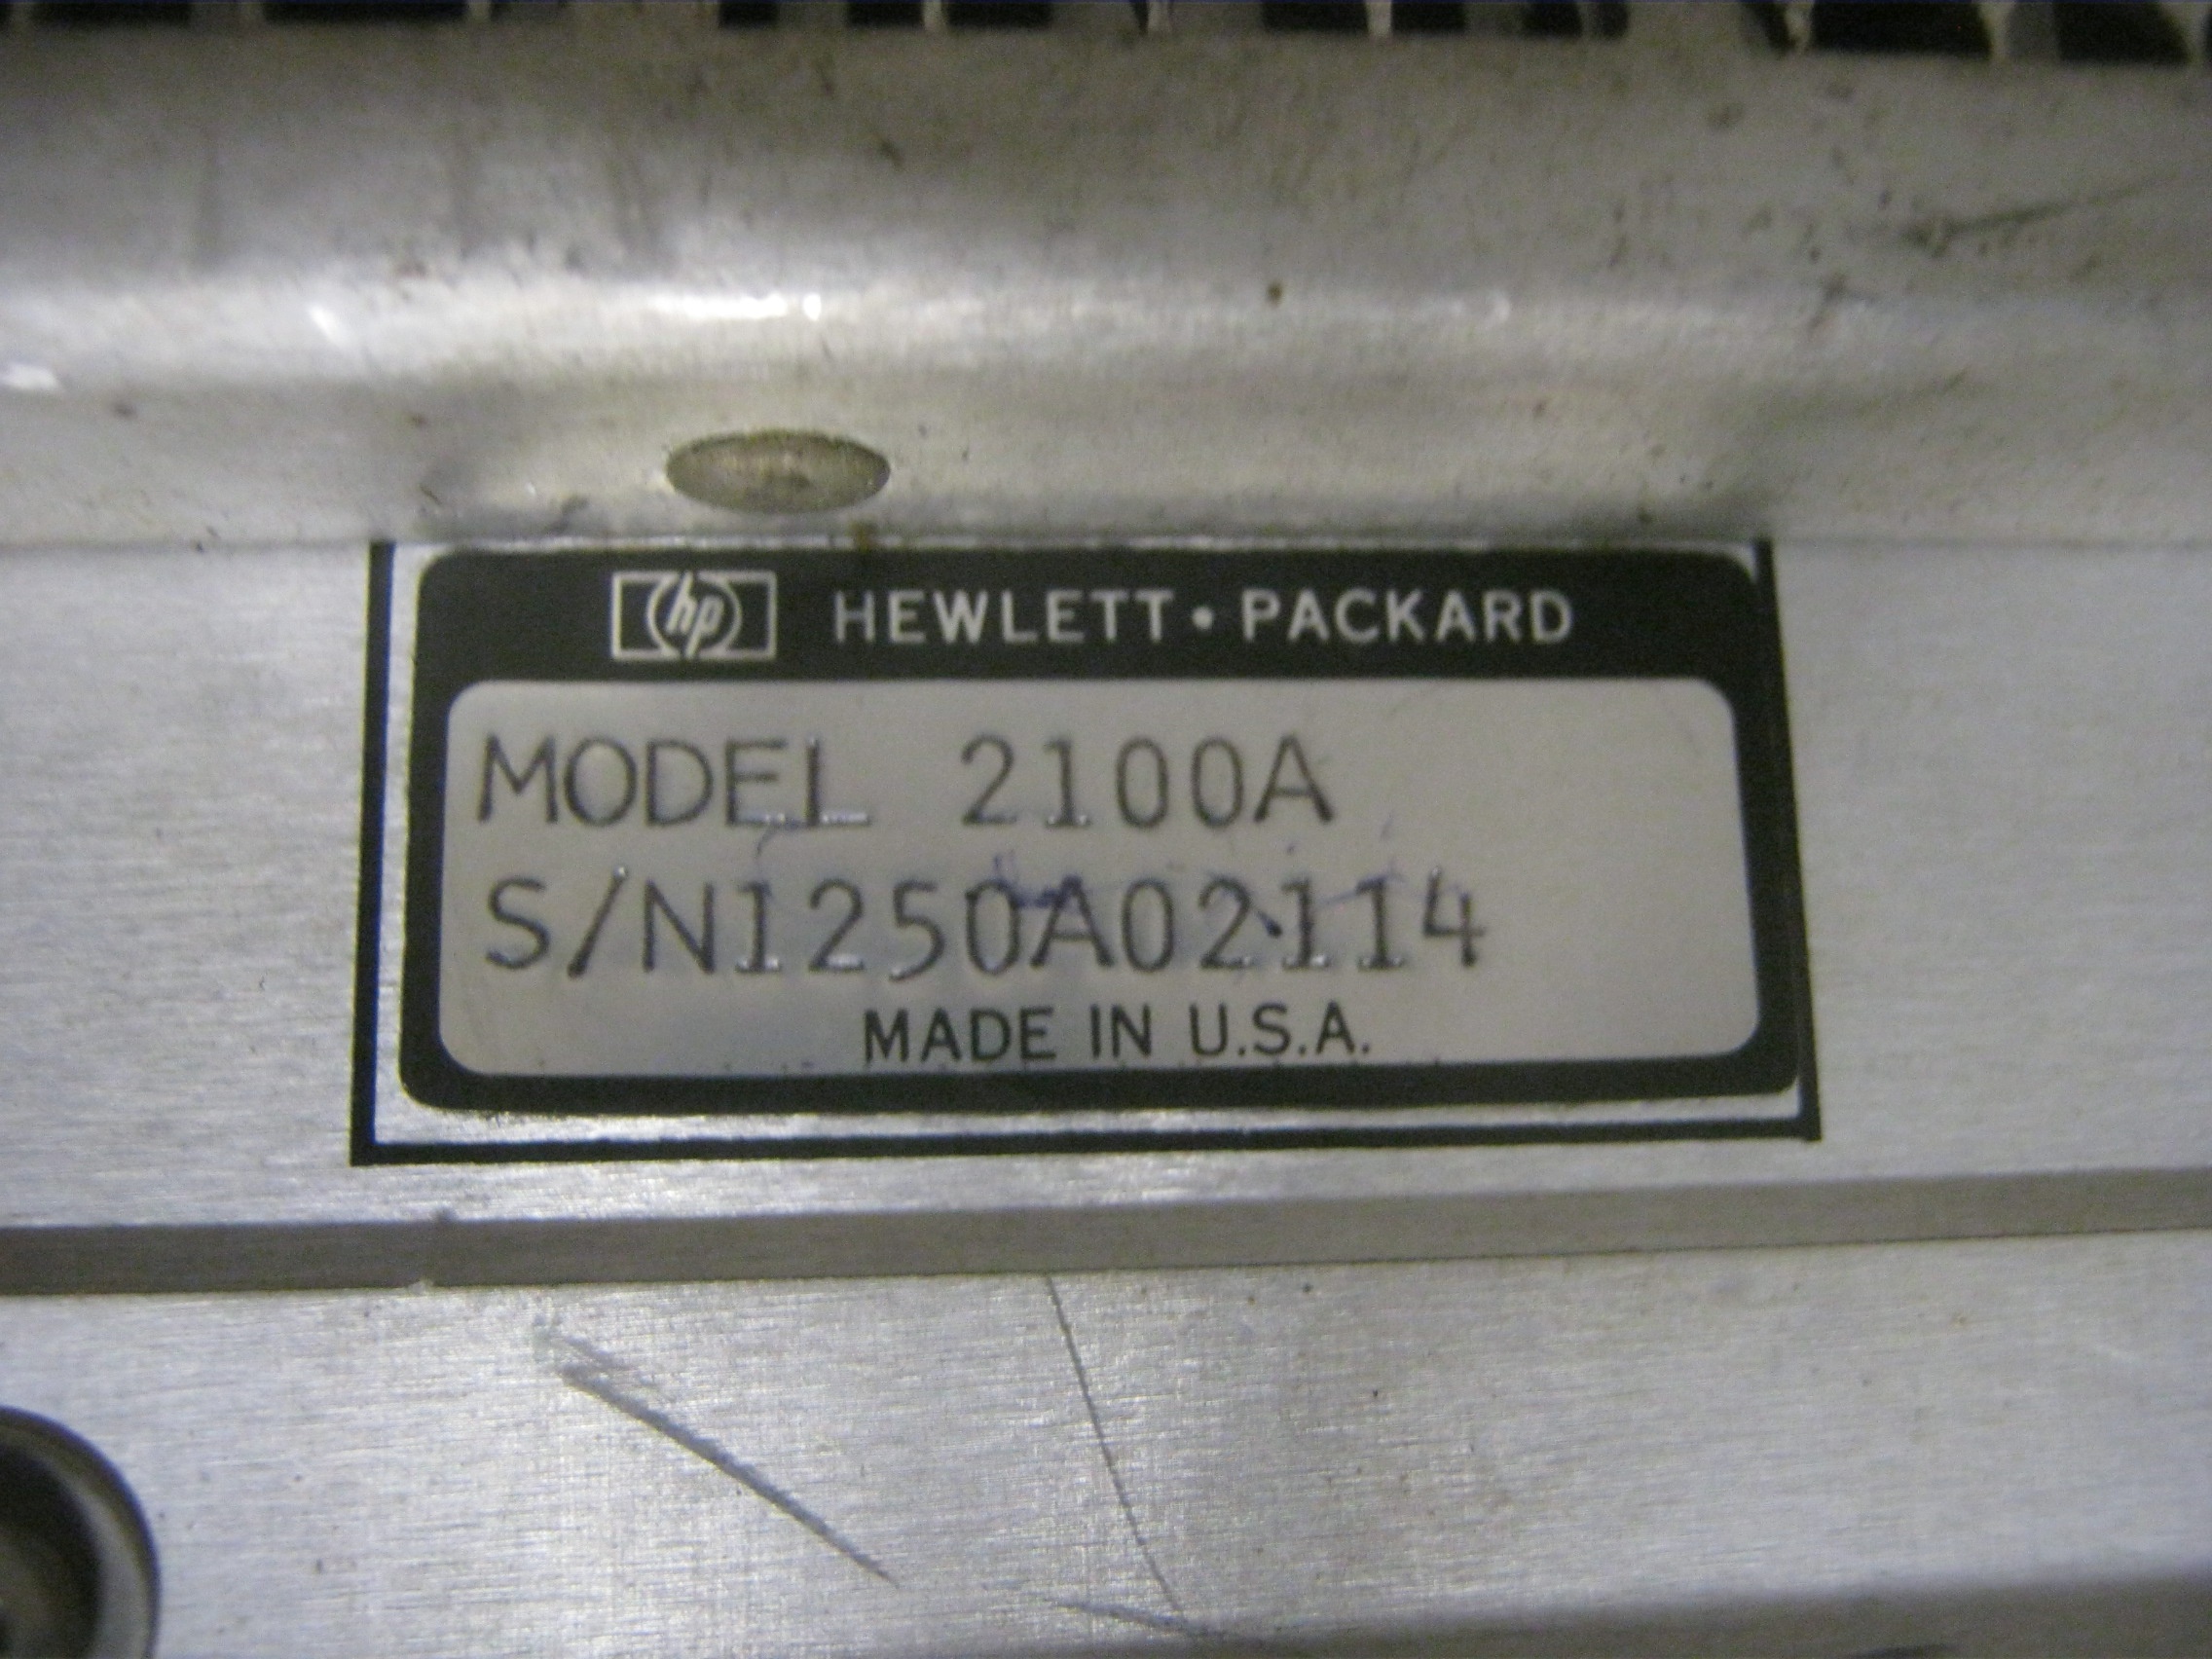 hp HEWLETT • PACKARD
MODEL 2100A
S/N1250A02114
MADE IN U.S.A.